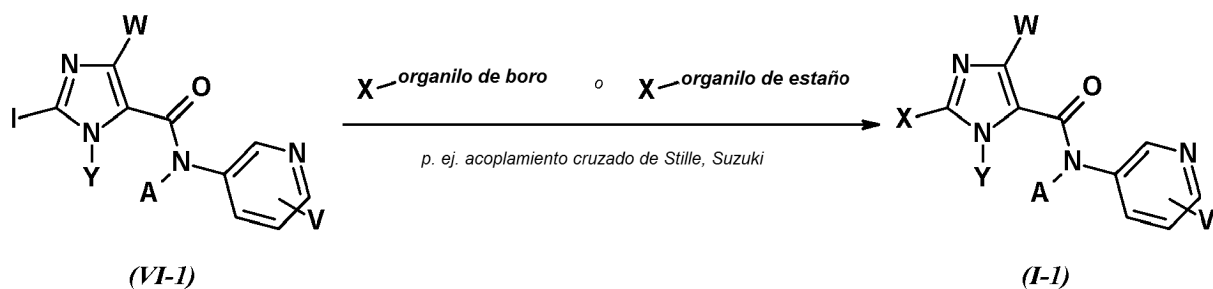 W
N
O
I
N
Y
N
A
N
V
(VI-1)
X organilo de boro o X organilo de estaño
p. ej. acoplamiento cruzado de Stille, Suzuki
W
N
O
X
N
Y
N
A
N
V
(I-1)